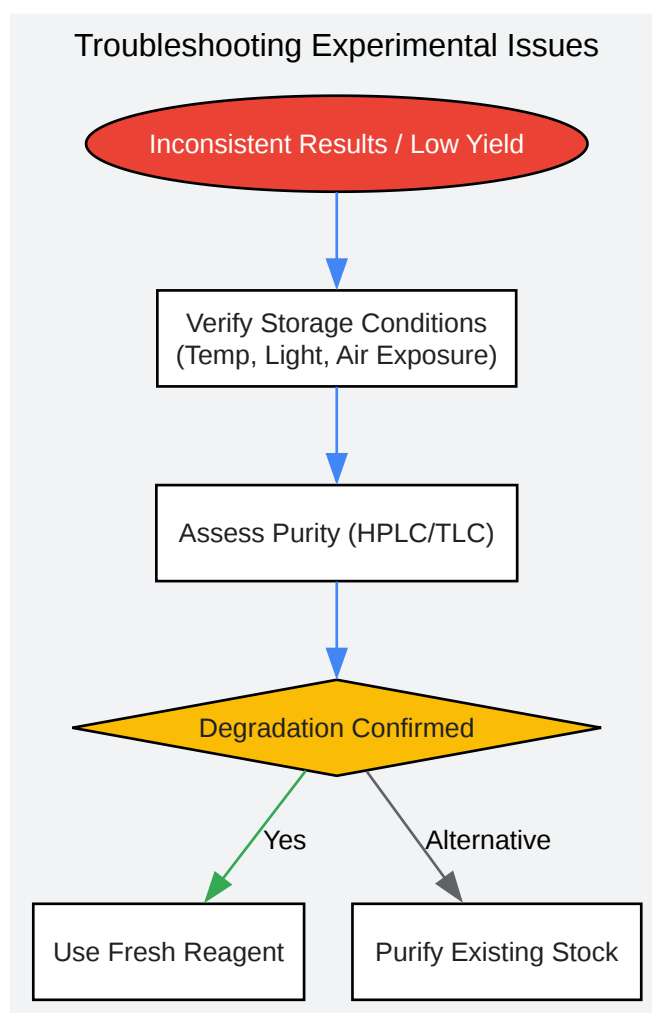 Troubleshooting Experimental Issues
Inconsistent Results / Low Yield
Verify Storage Conditions
(Temp, Light, Air Exposure)
Assess Purity (HPLC/TLC)
Degradation Confirmed
Yes
Alternative
Use Fresh Reagent
Purify Existing Stock